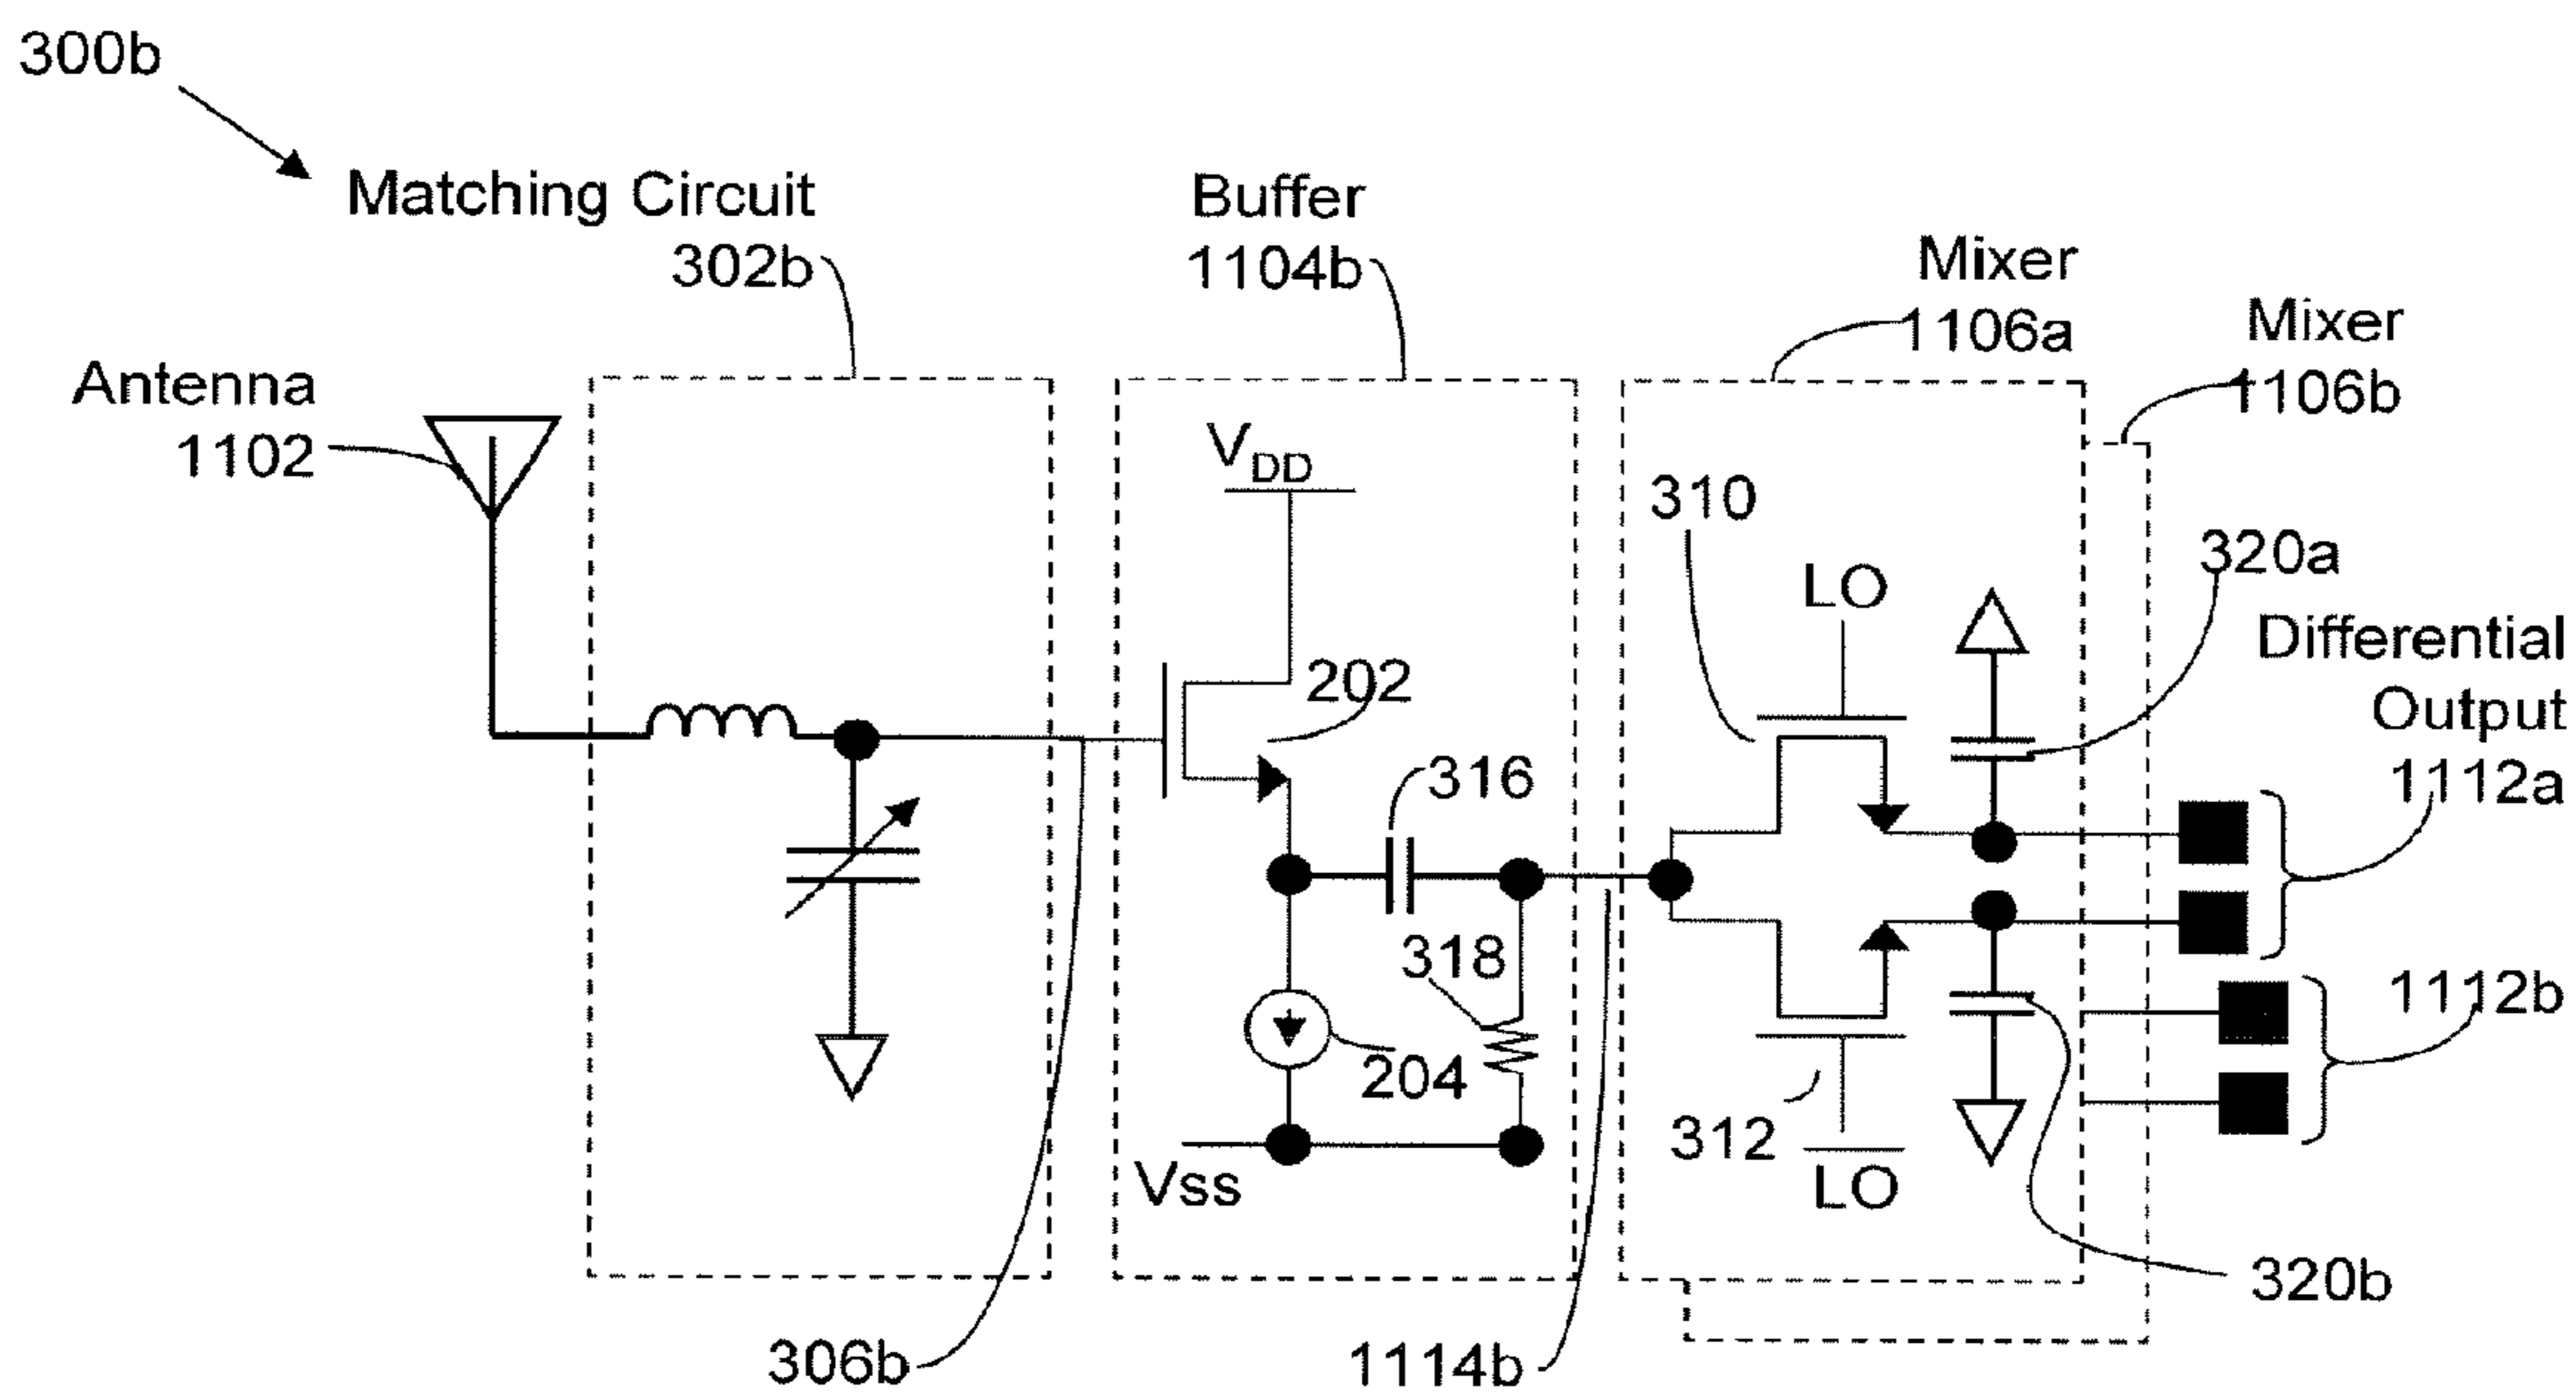 300b
Matching Circuit
302b
Buffer
1104b
Mixer
1106a
Mixer
1106b
Antenna
1102
VDD
310
LO
320a
Differential
Output
1112a
202
316
318
204
Vss
312
L̅O̅
1112b
320b
306b
1114b